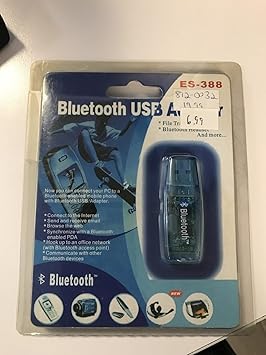 ES-388
812-0732
19.99
6.99
Bluetooth USB
File
Bluetooth Headset
And more...
Now you can connect your PC to a
Bluetooth enabled mobile phone
with Bluetooth USB Adapter.
• Connect to the Internet
• Send and receive email
• Browse the web
• Synchronize with a Bluetooth
enabled PDA
• Hook up to an office network
(with Bluetooth access point)
• Communicate with other
Bluetooth devices
Bluetooth
Bluetooth™
NEW